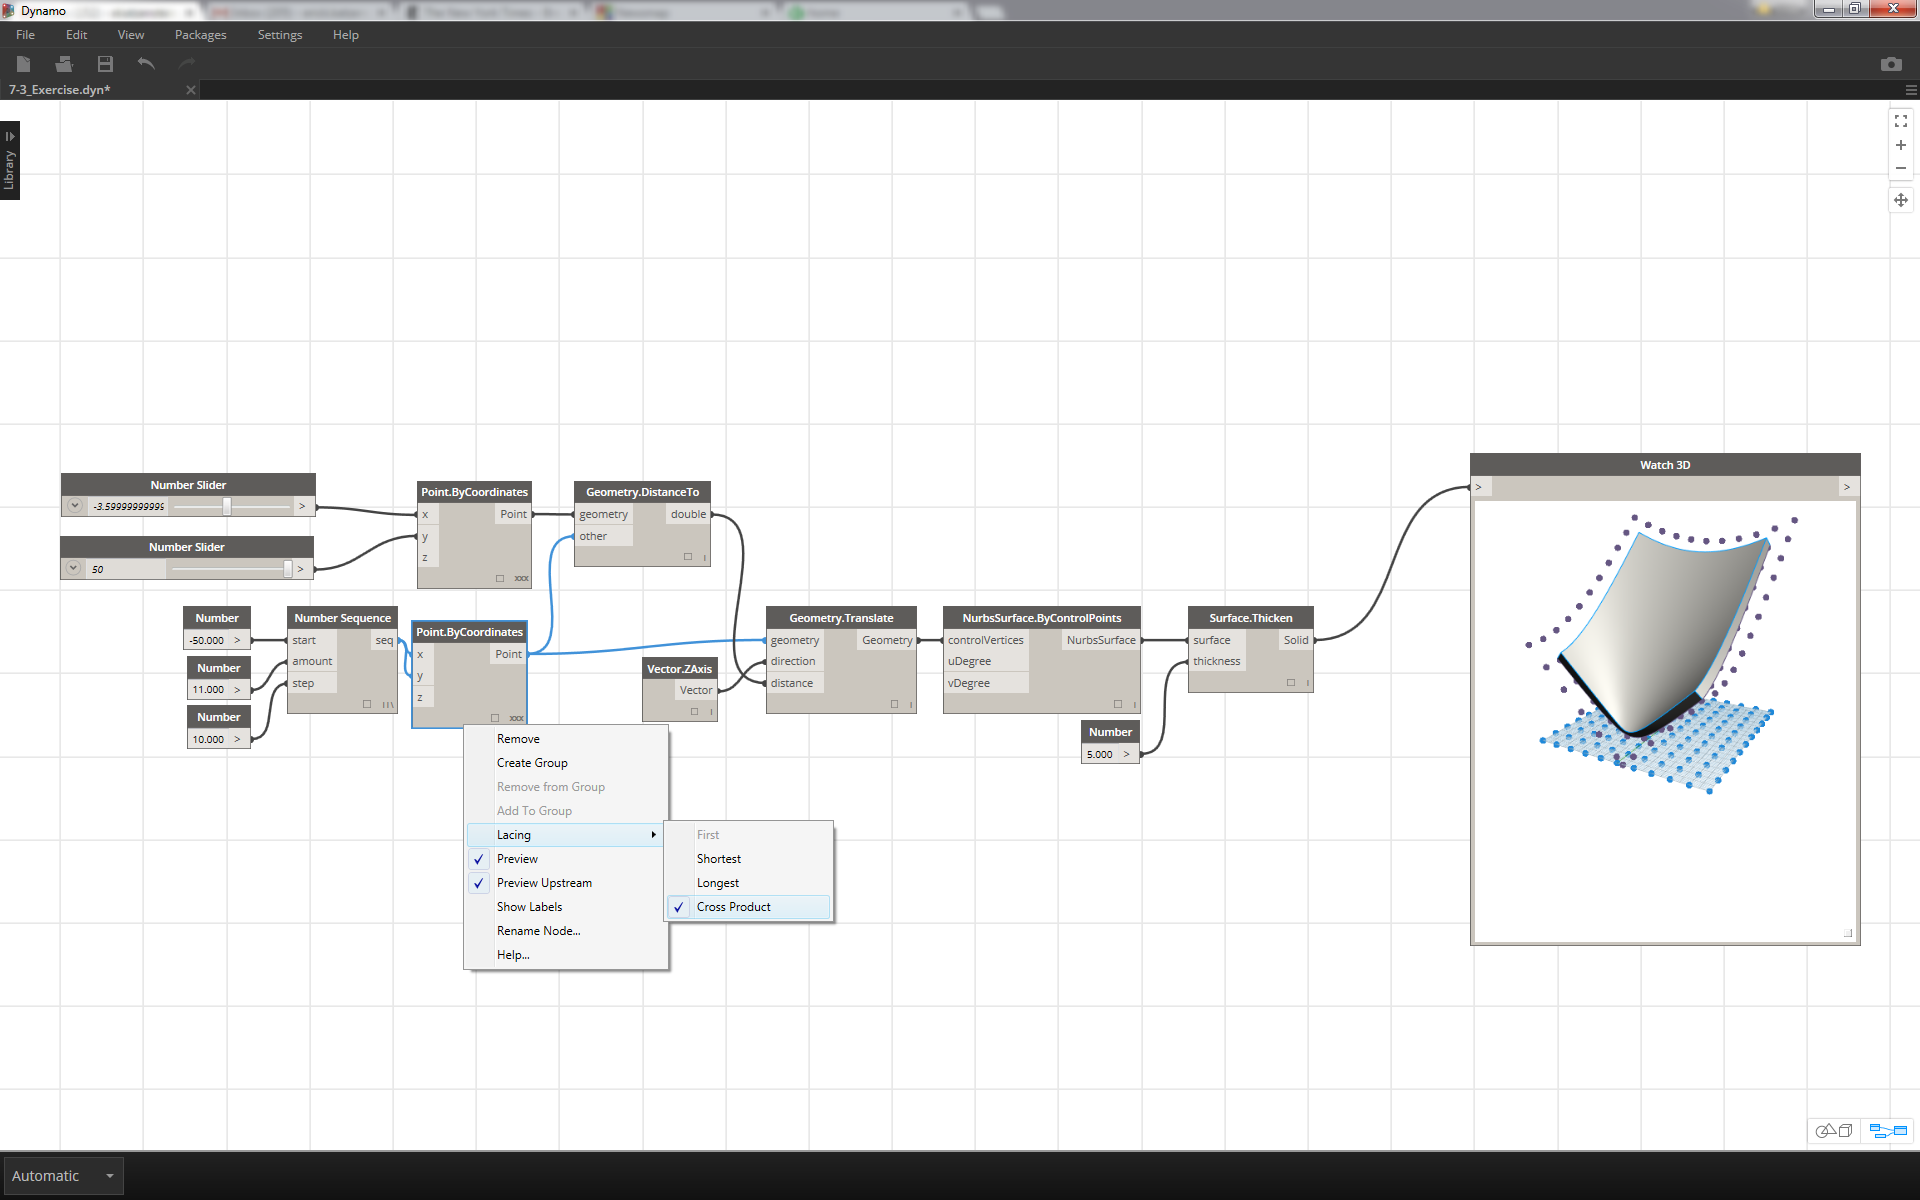 Dynamo
File Edit View Packages Settings Help
7-3_Exercise.dyn*
Library
Number Slider
-3.59999999999 >
Number Slider
50 >
Point.ByCoordinates
x Point
y
z
xxx
Geometry.DistanceTo
geometry double
other
Number
-50.000 >
Number
11.000 >
Number
10.000 >
Number Sequence
start seq
amount
step
Point.ByCoordinates
x Point
y
z
xxx
Vector.ZAxis
Vector
Geometry.Translate
geometry Geometry
direction
distance
NurbsSurface.ByControlPoints
controlVertices NurbsSurface
uDegree
vDegree
Number
5.000 >
Surface.Thicken
surface Solid
thickness
Watch 3D
> >
Remove
Create Group
Remove from Group
Add To Group
Lacing
Preview
Preview Upstream
Show Labels
Rename Node...
Help...
First
Shortest
Longest
Cross Product
Automatic